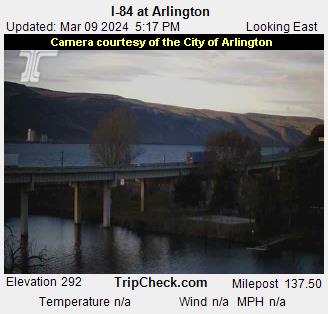 I-84 at Arlington
Updated: Mar 09 2024 5:17 PM Looking East
Camera courtesy of the City of Arlington
Elevation 292 TripCheck.com Milepost 137.50
Temperature n/a Wind n/a MPH n/a